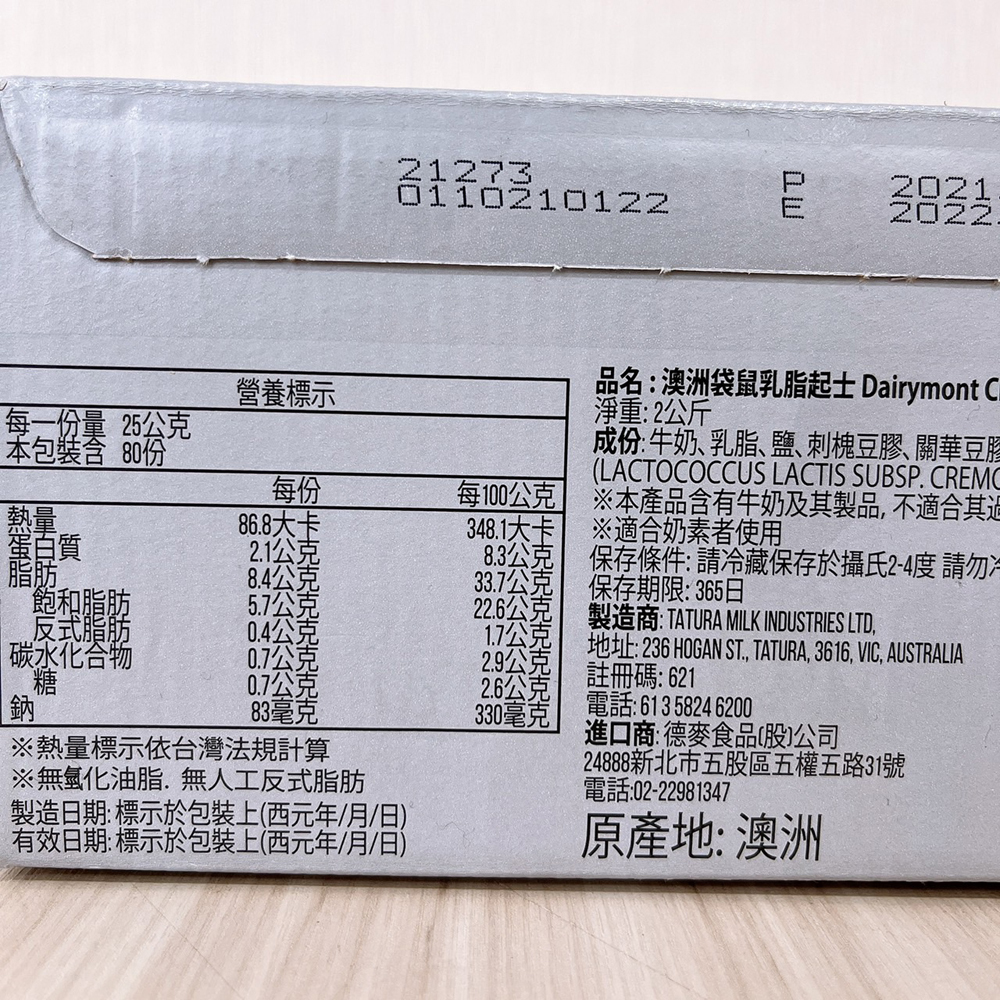 21273
0110210122
P 2021
E 2022
營養標示
每一份量 25公克
本包裝含 80份
每份 每100公克
熱量 86.8大卡 348.1大卡
蛋白質 2.1公克 8.3公克
脂肪 8.4公克 33.7公克
飽和脂肪 5.7公克 22.6公克
反式脂肪 0.4公克 1.7公克
碳水化合物 0.7公克 2.9公克
糖 0.7公克 2.6公克
鈉 83毫克 330毫克
※熱量標示依台灣法規計算
※無氫化油脂. 無人工反式脂肪
製造日期: 標示於包裝上(西元年/月/日)
有效日期: 標示於包裝上(西元年/月/日)
品名: 澳洲袋鼠乳脂起士 Dairymont
淨重: 2公斤
成份: 牛奶、乳脂、鹽、刺槐豆膠、關華豆膠
(LACTOCOCCUS LACTIS SUBSP.
※本產品含有牛奶及其製品, 不適合其
※適合奶素者使用
保存條件: 請冷藏保存於攝氏2-4度 請勿
保存期限: 365日
製造商: TATURA MILK INDUSTRIES LTD,
地址: 236 HOGAN ST., TATURA, 3616, VIC, AUSTRALIA
註冊碼: 621
電話: 61 3 5824 6200
進口商: 德麥食品(股)公司
24888新北市五股區五權五路31號
電話:02-22981347
原產地: 澳洲